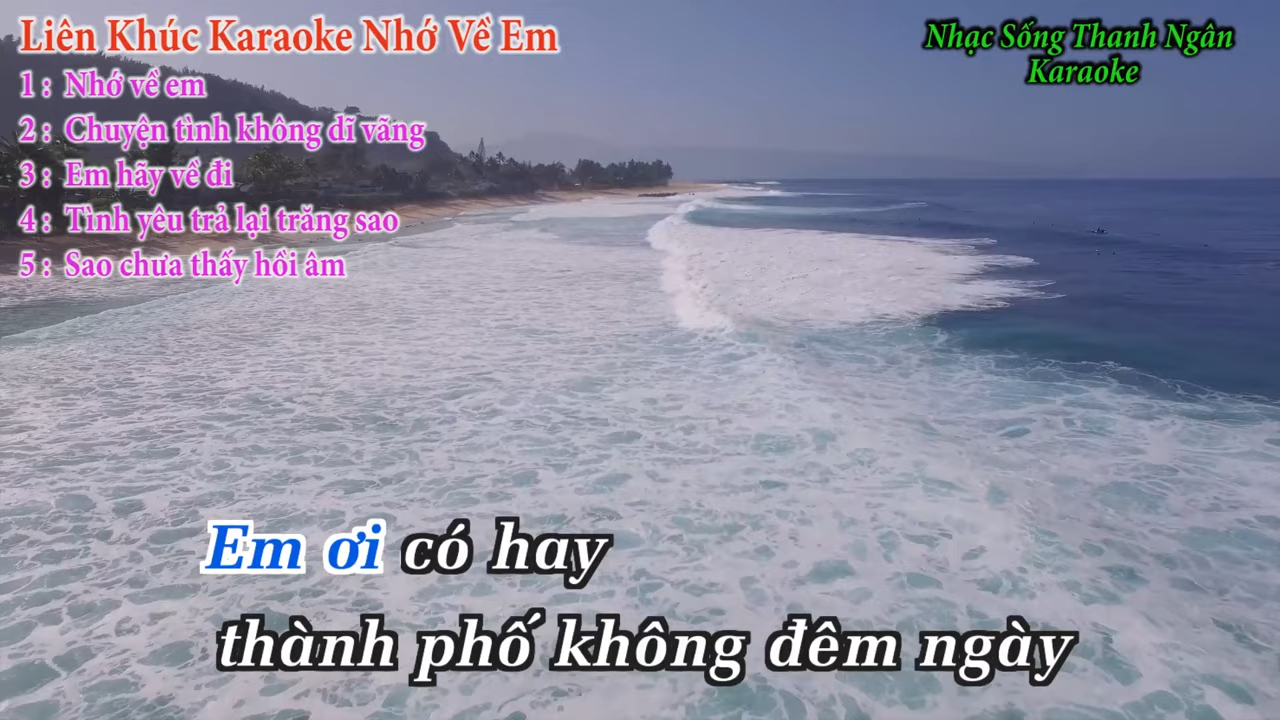 Liên Khúc Karaoke Nhớ Về Em
1 : Nhớ về em
2 : Chuyện tình không dĩ vãng
3 : Em hãy về đi
4 : Tình yêu trả lại trăng sao
5 : Sao chưa thấy hồi âm
Nhạc Sống Thanh Ngân
Karaoke
Em ơi có hay
thành phố không đêm ngày